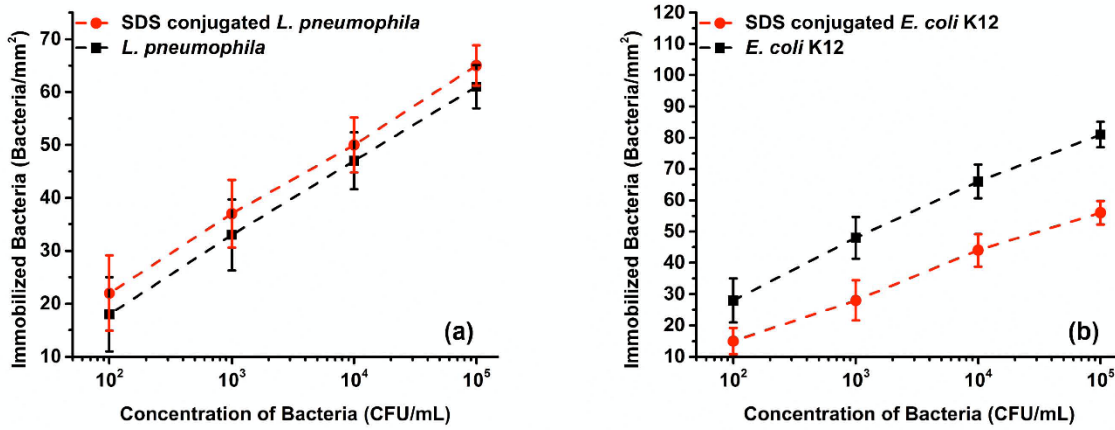 SDS conjugated L. pneumophila
L. pneumophila
Immobilized Bacteria (Bacteria/mm²)
70
60
50
40
30
20
10
(a)
10² 10³ 10⁴ 10⁵
Concentration of Bacteria (CFU/mL)
SDS conjugated E. coli K12
E. coli K12
Immobilized Bacteria (Bacteria/mm²)
120
110
100
90
80
70
60
50
40
30
20
10
(b)
10² 10³ 10⁴ 10⁵
Concentration of Bacteria (CFU/mL)